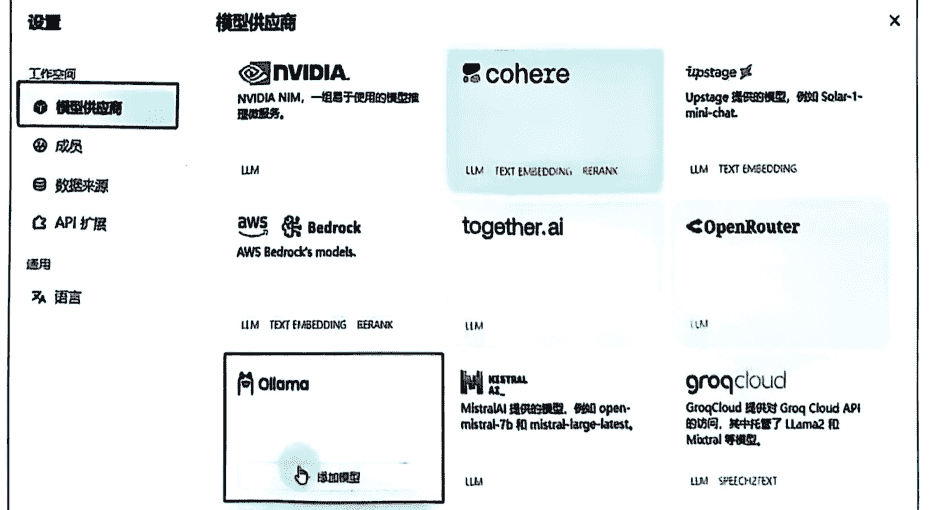 设置
模型供应商
×
工作空间
模型供应商
成员
数据来源
API 扩展
通用
语言
NVIDIA.
NVIDIA NIM，一组易于使用的模型推
理微服务。
LLM
cohere
LLM TEXT EMBEDDING RERANK
upstage
Upstage 提供的模型，例如 Solar-1-
mini-chat.
LLM TEXT EMBEDDING
aws Bedrock
AWS Bedrock's models.
LLM TEXT EMBEDDING RERANK
together.ai
LLM
OpenRouter
LLM
Ollama
添加模型
MISTRAL
AI_
MistralAI 提供的模型，例如 open-
mistral-7b 和 mistral-large-latest。
LLM
groqcloud
GroqCloud 提供对 Groq Cloud API
的访问，其中托管了 LLama2 和
Mixtral 等模型。
LLM SPEECH2TEXT